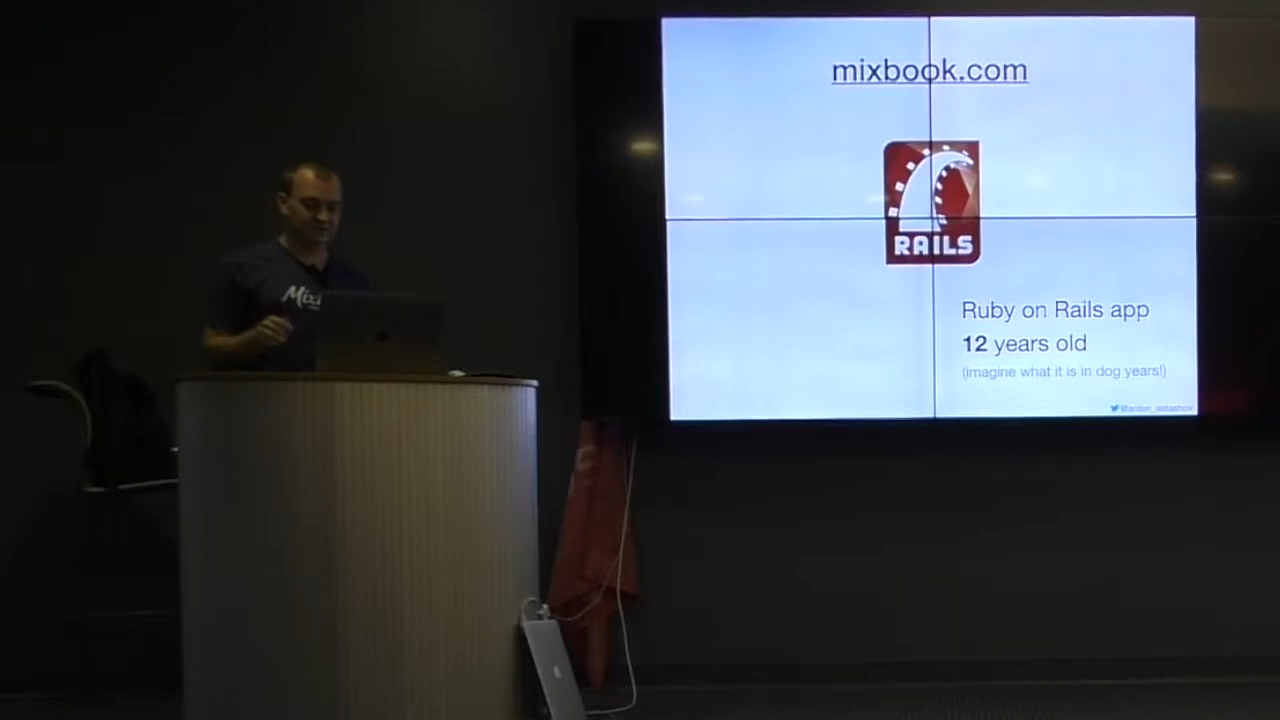 mixbook.com
RAILS
Ruby on Rails app
12 years old
(imagine what it is in dog years!)